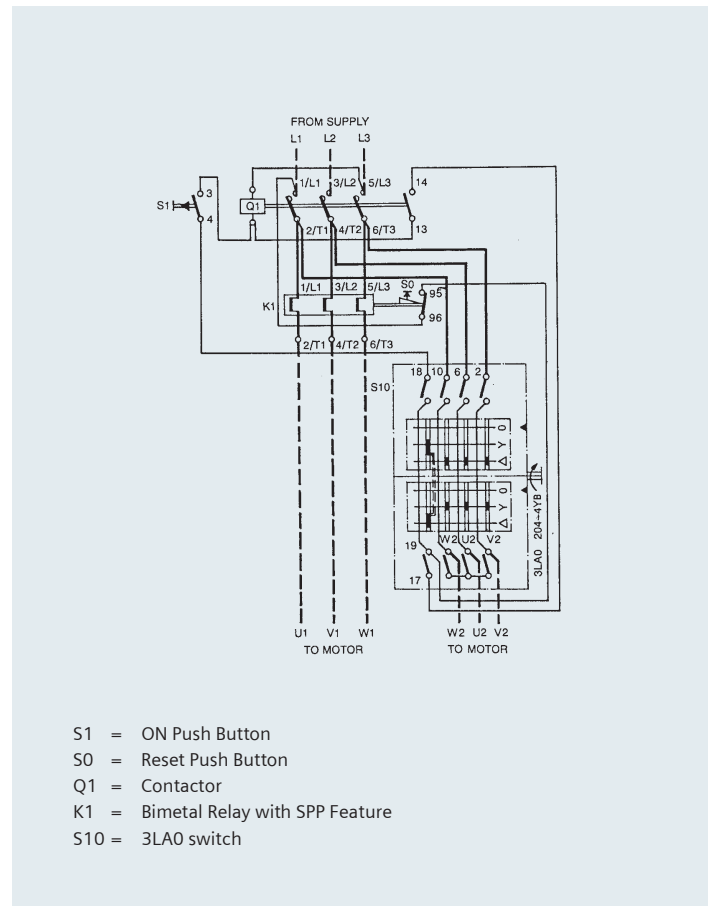 FROM SUPPLY
L1 L2 L3
S1 3 4
Q1
1/L1 3/L2 5/L3 14
2/T1 4/T2 6/T3 13
S0
1/L1 3/L2 5/L3 95
K1 96
2/T1 4/T2 6/T3
S10 18 10 6 2
0
Y
△
0
Y
△
3LA0 204-4YB
19 W2 U2 V2
17
U1 V1 W1 W2 U2 V2
TO MOTOR TO MOTOR
S1 = ON Push Button
S0 = Reset Push Button
Q1 = Contactor
K1 = Bimetal Relay with SPP Feature
S10 = 3LA0 switch